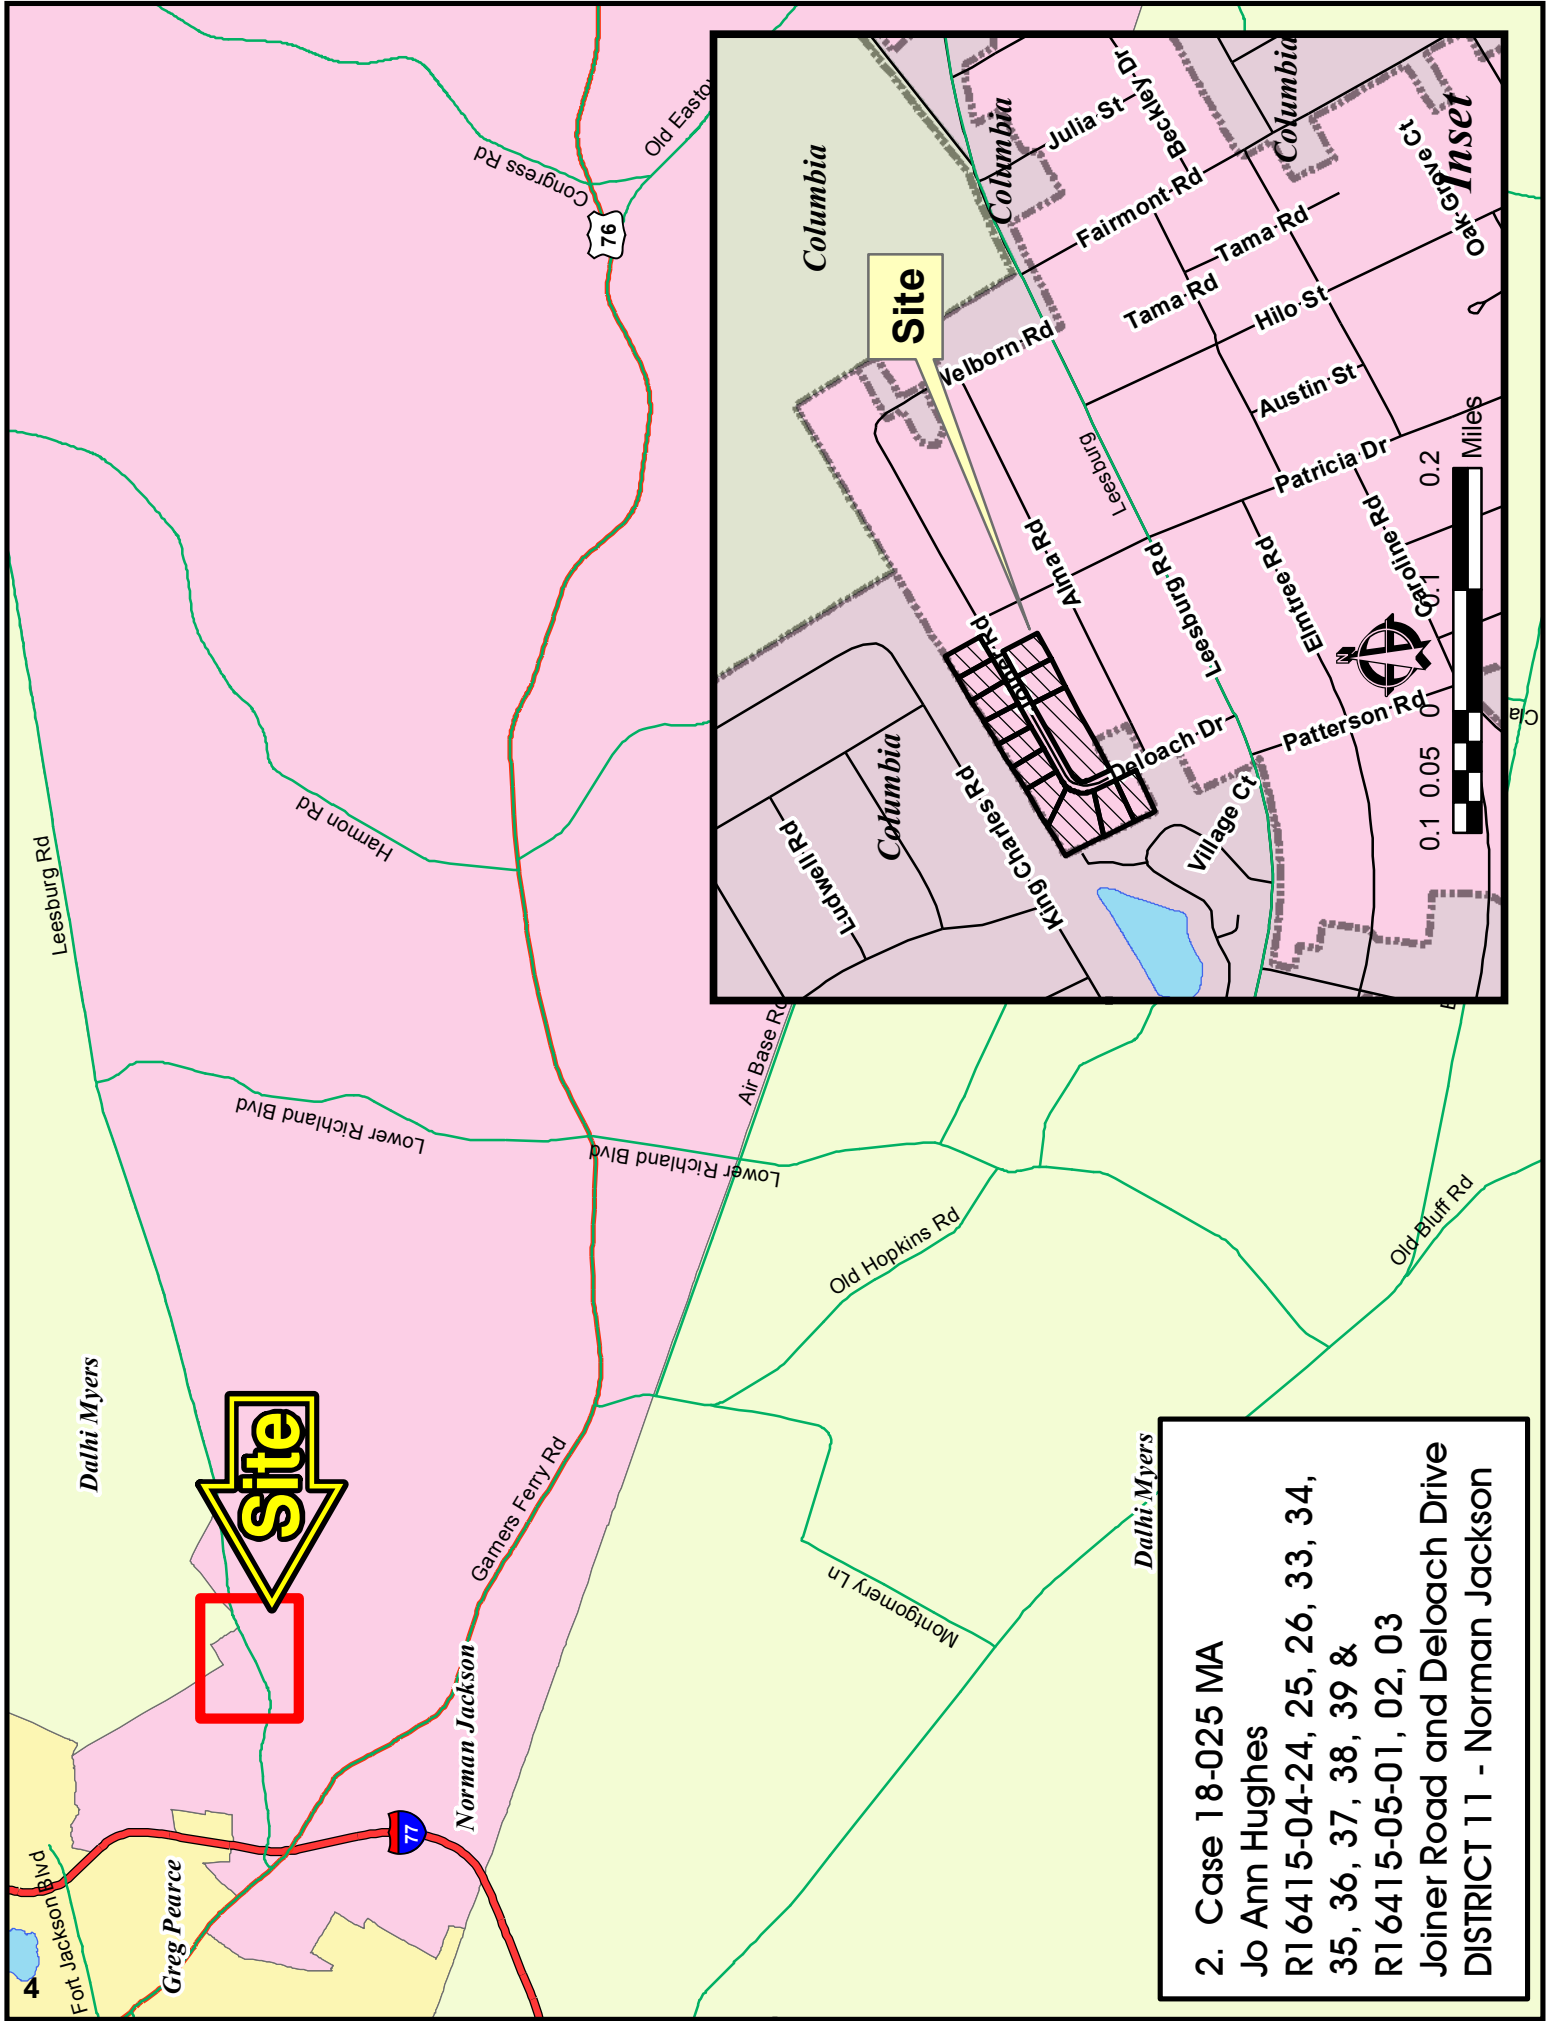 4
Fort Jackson Blvd
Greg Pearce
77
Norman Jackson
Dalhi Myers
Site
Leesburg Rd
Harmon Rd
Congress Rd
76
Lower Richland Blvd
Lower Richland Blvd
Garners Ferry Rd
Air Base Rd
Old Hopkins Rd
Montgomery Ln
Old Bluff Rd
Dalhi Myers
Cla
2. Case 18-025 MA
Jo Ann Hughes
R16415-04-24, 25, 26, 33, 34,
35, 36, 37, 38, 39 &
R16415-05-01, 02, 03
Joiner Road and Deloach Drive
DISTRICT 11 - Norman Jackson
Columbia
Columbia
Columbia
Columbia
Site
Ludwell Rd
King Charles Rd
Joiner Rd
Deloach Dr
Village Ct
Alma Rd
Welborn Rd
Leesburg
Leesburg Rd
Elmtree Rd
Patterson Rd
Caroline Rd
Patricia Dr
Austin St
Hilo St
Tama Rd
Tama Rd
Fairmont Rd
Julia St
Beckley Dr
Oak Grove Ct
Inset
N
0.1 0.05 0 0.1 0.2
Miles